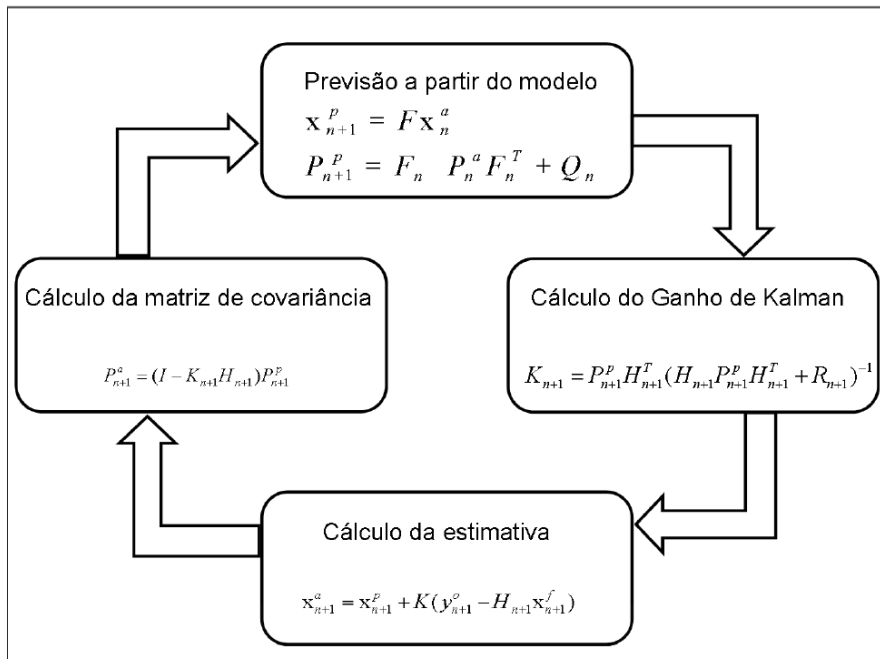 Previsão a partir do modelo
x^p_{n+1} = F x^a_n
P^p_{n+1} = F_n P^a_n F^T_n + Q_n
Cálculo do Ganho de Kalman
K_{n+1} = P^p_{n+1} H^T_{n+1} (H_{n+1} P^p_{n+1} H^T_{n+1} + R_{n+1})^{-1}
Cálculo da estimativa
x^a_{n+1} = x^p_{n+1} + K(y^o_{n+1} − H_{n+1} x^f_{n+1})
Cálculo da matriz de covariância
P^a_{n+1} = (I − K_{n+1} H_{n+1}) P^p_{n+1}